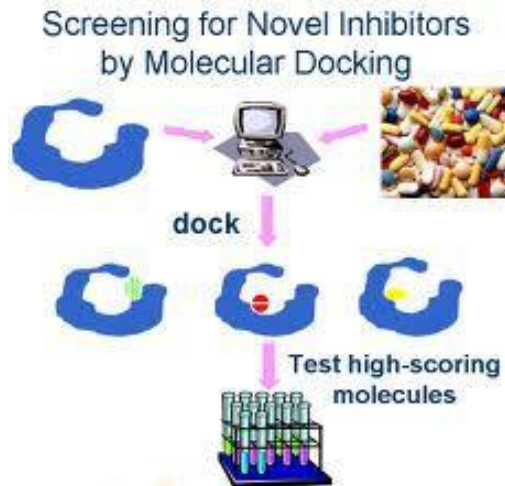 Screening for Novel Inhibitors
by Molecular Docking
dock
Test high-scoring
molecules